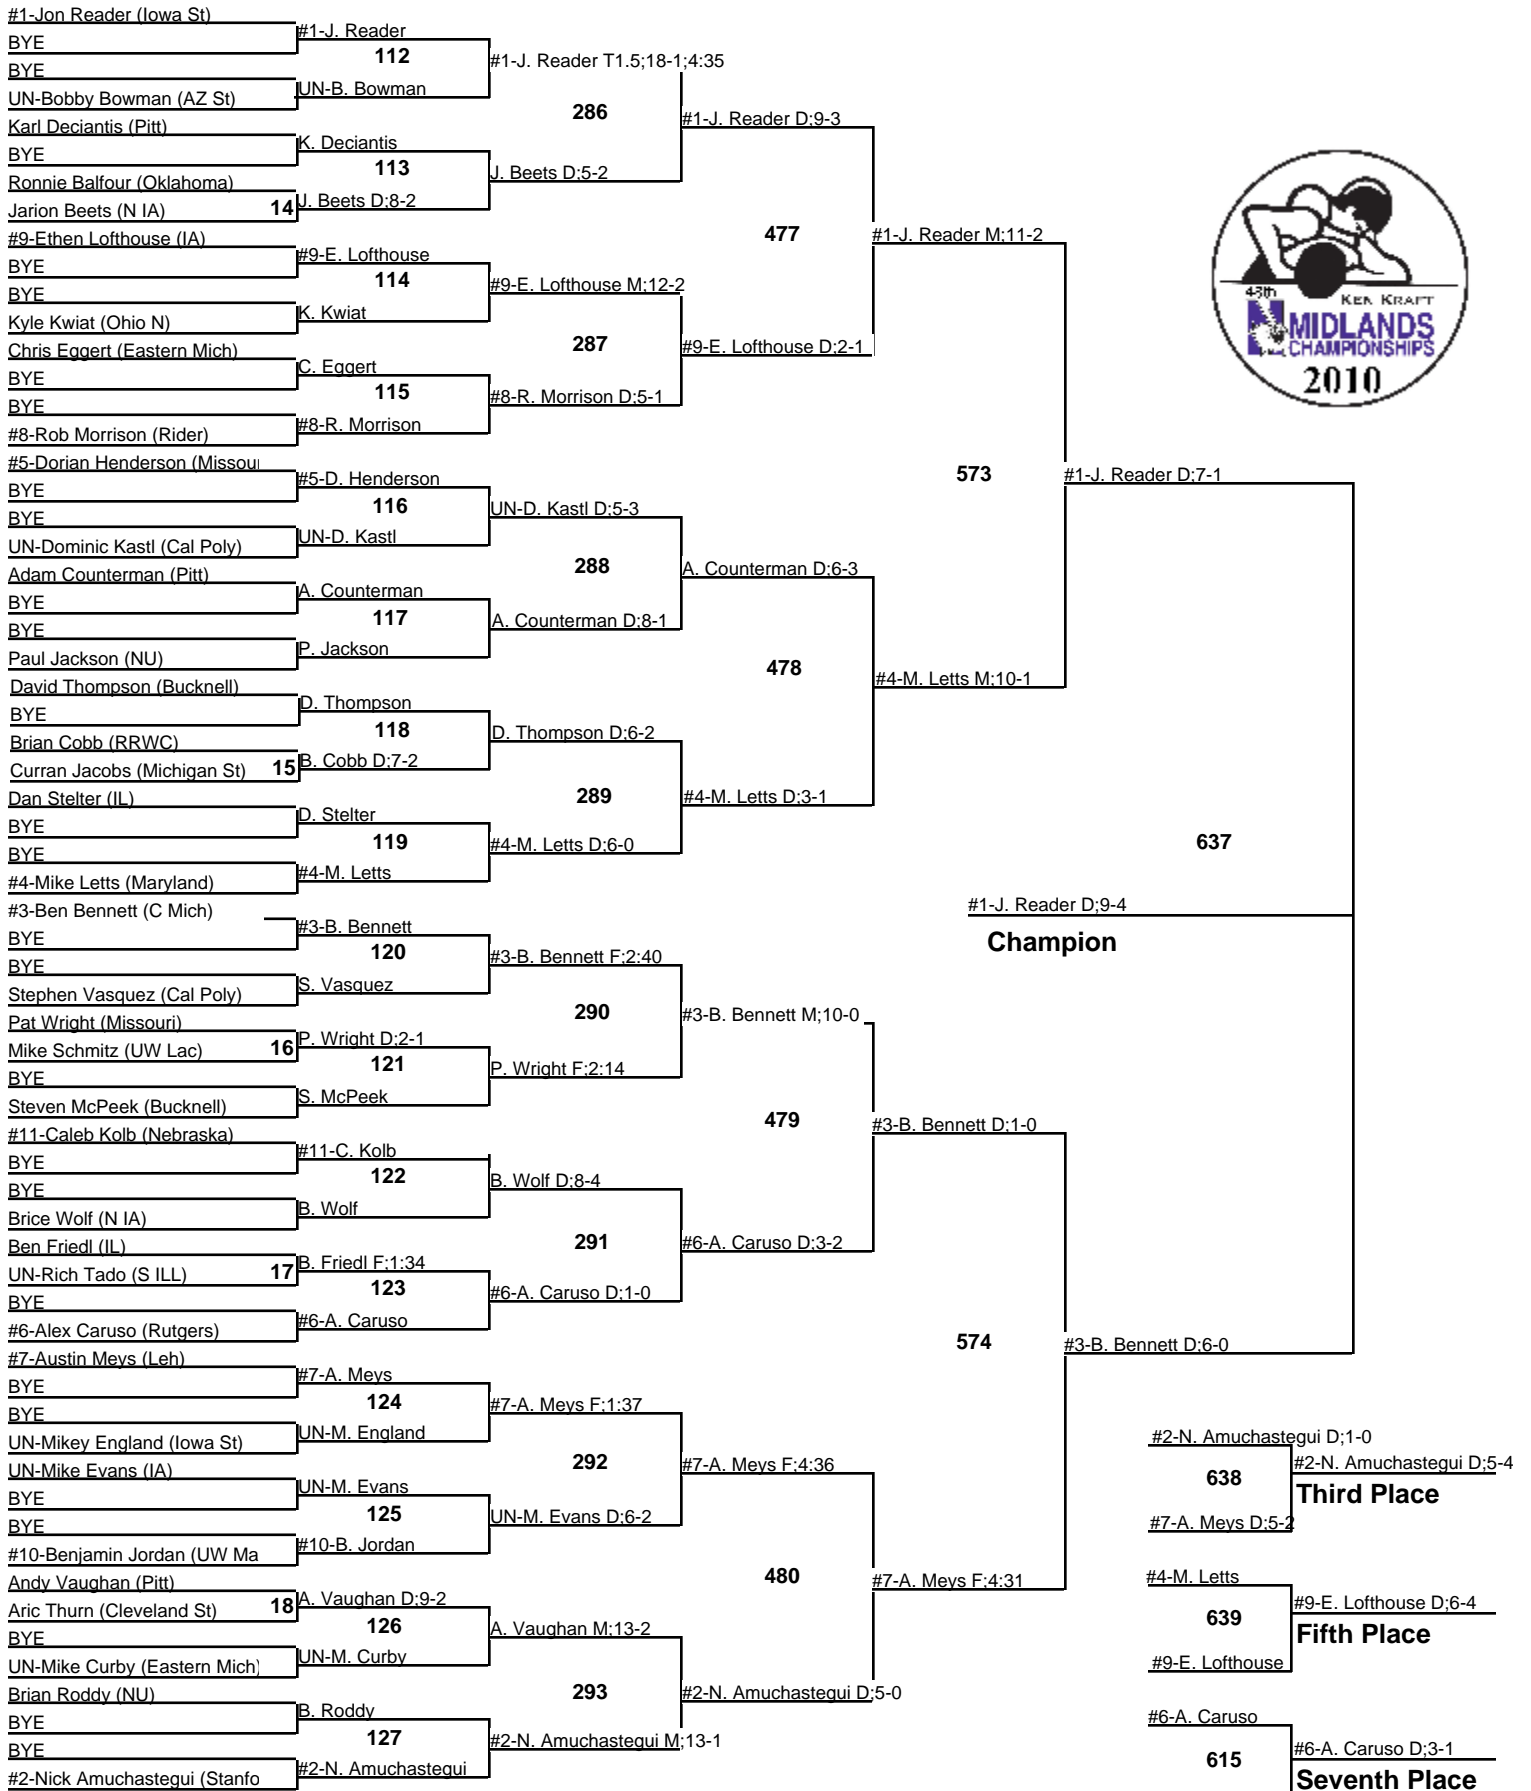 #1-Jon Reader (Iowa St)
BYE
BYE
UN-Bobby Bowman (AZ St)
Karl Deciantis (Pitt)
BYE
Ronnie Balfour (Oklahoma)
Jarion Beets (N IA)
14
#9-Ethen Lofthouse (IA)
BYE
BYE
Kyle Kwiat (Ohio N)
Chris Eggert (Eastern Mich)
BYE
BYE
#8-Rob Morrison (Rider)
#5-Dorian Henderson (Missou
BYE
BYE
UN-Dominic Kastl (Cal Poly)
Adam Counterman (Pitt)
BYE
BYE
Paul Jackson (NU)
David Thompson (Bucknell)
BYE
Brian Cobb (RRWC)
Curran Jacobs (Michigan St)
15
Dan Stelter (IL)
BYE
BYE
#4-Mike Letts (Maryland)
#3-Ben Bennett (C Mich)
BYE
BYE
Stephen Vasquez (Cal Poly)
Pat Wright (Missouri)
Mike Schmitz (UW Lac)
16
BYE
Steven McPeek (Bucknell)
#11-Caleb Kolb (Nebraska)
BYE
BYE
Brice Wolf (N IA)
Ben Friedl (IL)
UN-Rich Tado (S ILL)
17
BYE
#6-Alex Caruso (Rutgers)
#7-Austin Meys (Leh)
BYE
BYE
UN-Mikey England (Iowa St)
UN-Mike Evans (IA)
BYE
BYE
#10-Benjamin Jordan (UW Ma
Andy Vaughan (Pitt)
Aric Thurn (Cleveland St)
18
BYE
UN-Mike Curby (Eastern Mich)
Brian Roddy (NU)
BYE
BYE
#2-Nick Amuchastegui (Stanfo
#1-J. Reader
112
UN-B. Bowman
K. Deciantis
113
J. Beets D;8-2
#9-E. Lofthouse
114
K. Kwiat
C. Eggert
115
#8-R. Morrison
#5-D. Henderson
116
UN-D. Kastl
A. Counterman
117
P. Jackson
D. Thompson
118
B. Cobb D;7-2
D. Stelter
119
#4-M. Letts
#3-B. Bennett
120
S. Vasquez
P. Wright D;2-1
121
S. McPeek
#11-C. Kolb
122
B. Wolf
B. Friedl F;1:34
123
#6-A. Caruso
#7-A. Meys
124
UN-M. England
UN-M. Evans
125
#10-B. Jordan
A. Vaughan D;9-2
126
UN-M. Curby
B. Roddy
127
#2-N. Amuchastegui
#1-J. Reader T1.5;18-1;4:35
286
J. Beets D;5-2
#9-E. Lofthouse M;12-2
287
#8-R. Morrison D;5-1
UN-D. Kastl D;5-3
288
A. Counterman D;8-1
D. Thompson D;6-2
289
#4-M. Letts D;6-0
#3-B. Bennett F;2:40
290
P. Wright F;2:14
B. Wolf D;8-4
291
#6-A. Caruso D;1-0
#7-A. Meys F;1:37
292
UN-M. Evans D;6-2
A. Vaughan M;13-2
293
#2-N. Amuchastegui M;13-1
#1-J. Reader D;9-3
477
#9-E. Lofthouse D;2-1
A. Counterman D;6-3
478
#4-M. Letts D;3-1
#3-B. Bennett M;10-0
479
#6-A. Caruso D;3-2
#7-A. Meys F;4:36
480
#2-N. Amuchastegui D;5-0
#1-J. Reader M;11-2
573
#4-M. Letts M;10-1
#3-B. Bennett D;1-0
574
#7-A. Meys F;4:31
#1-J. Reader D;7-1
637
#3-B. Bennett D;6-0
#1-J. Reader D;9-4
Champion
48th
KEN KRAFT
N MIDLANDS
CHAMPIONSHIPS
2010
#2-N. Amuchastegui D;1-0
638
#7-A. Meys D;5-2
#2-N. Amuchastegui D;5-4
Third Place
#4-M. Letts
639
#9-E. Lofthouse
#9-E. Lofthouse D;6-4
Fifth Place
#6-A. Caruso
615
#6-A. Caruso D;3-1
Seventh Place